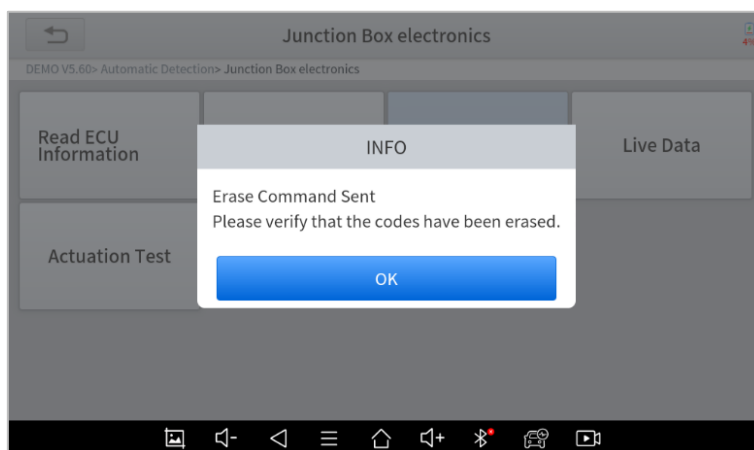 Junction Box electronics
4%
DEMO V5.60> Automatic Detection> Junction Box electronics
Read ECU
Information
Live Data
INFO
Erase Command Sent
Please verify that the codes have been erased.
OK
Actuation Test